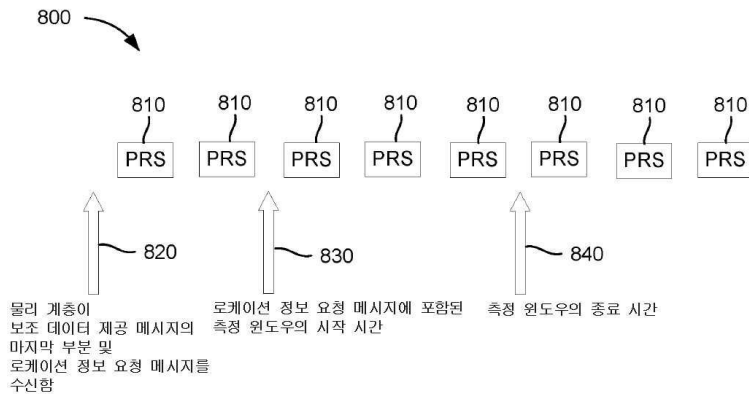 800
810 810 810 810 810 810 810 810
PRS PRS PRS PRS PRS PRS PRS PRS
820
830
840
물리 계층이
보조 데이터 제공 메시지의
마지막 부분 및
로케이션 정보 요청 메시지를
수신함
로케이션 정보 요청 메시지에 포함된
측정 윈도우의 시작 시간
측정 윈도우의 종료 시간